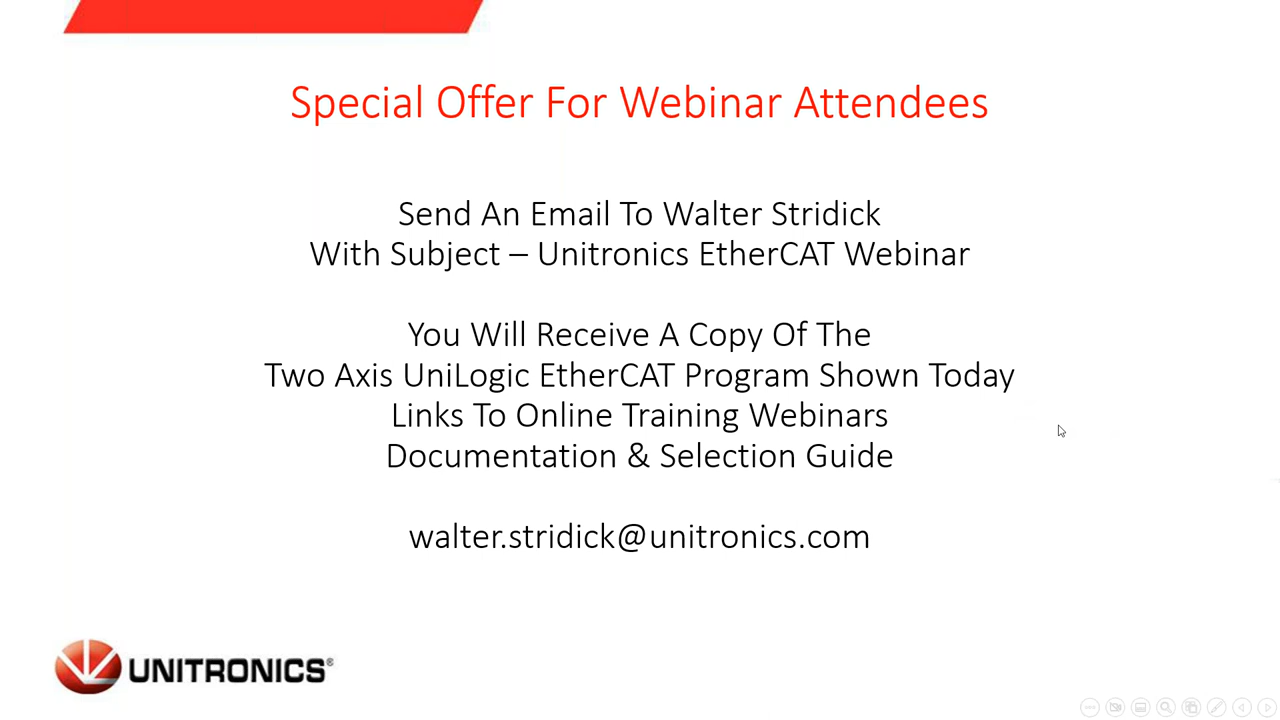 Special Offer For Webinar Attendees
Send An Email To Walter Stridick
With Subject – Unitronics EtherCAT Webinar
You Will Receive A Copy Of The
Two Axis UniLogic EtherCAT Program Shown Today
Links To Online Training Webinars
Documentation & Selection Guide
walter.stridick@unitronics.com
UNITRONICS®